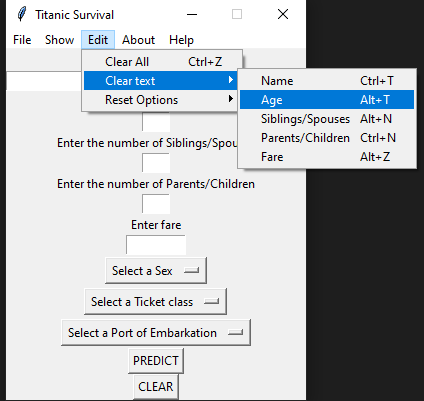 Titanic Survival
File Show Edit About Help
Clear All Ctrl+Z
Clear text
Reset Options
Name Ctrl+T
Age Alt+T
Siblings/Spouses Alt+N
Parents/Children Ctrl+N
Fare Alt+Z
Enter the number of Siblings/Spou
Enter the number of Parents/Children
Enter fare
Select a Sex
Select a Ticket class
Select a Port of Embarkation
PREDICT
CLEAR